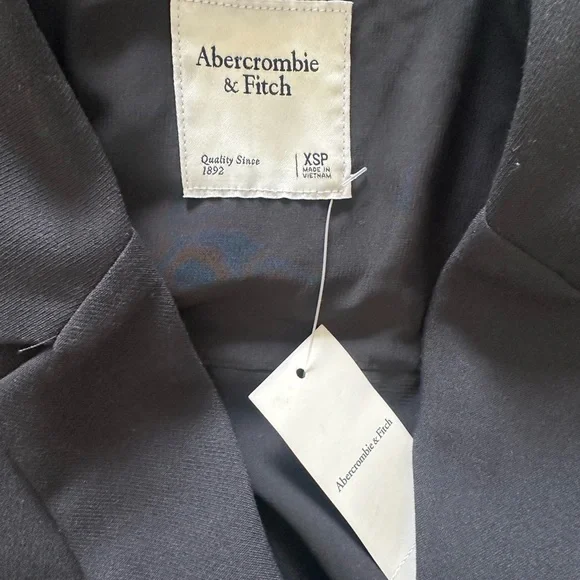 Abercrombie
& Fitch
Quality Since
1892
XSP
MADE IN
VIETNAM
Abercrombie & Fitch